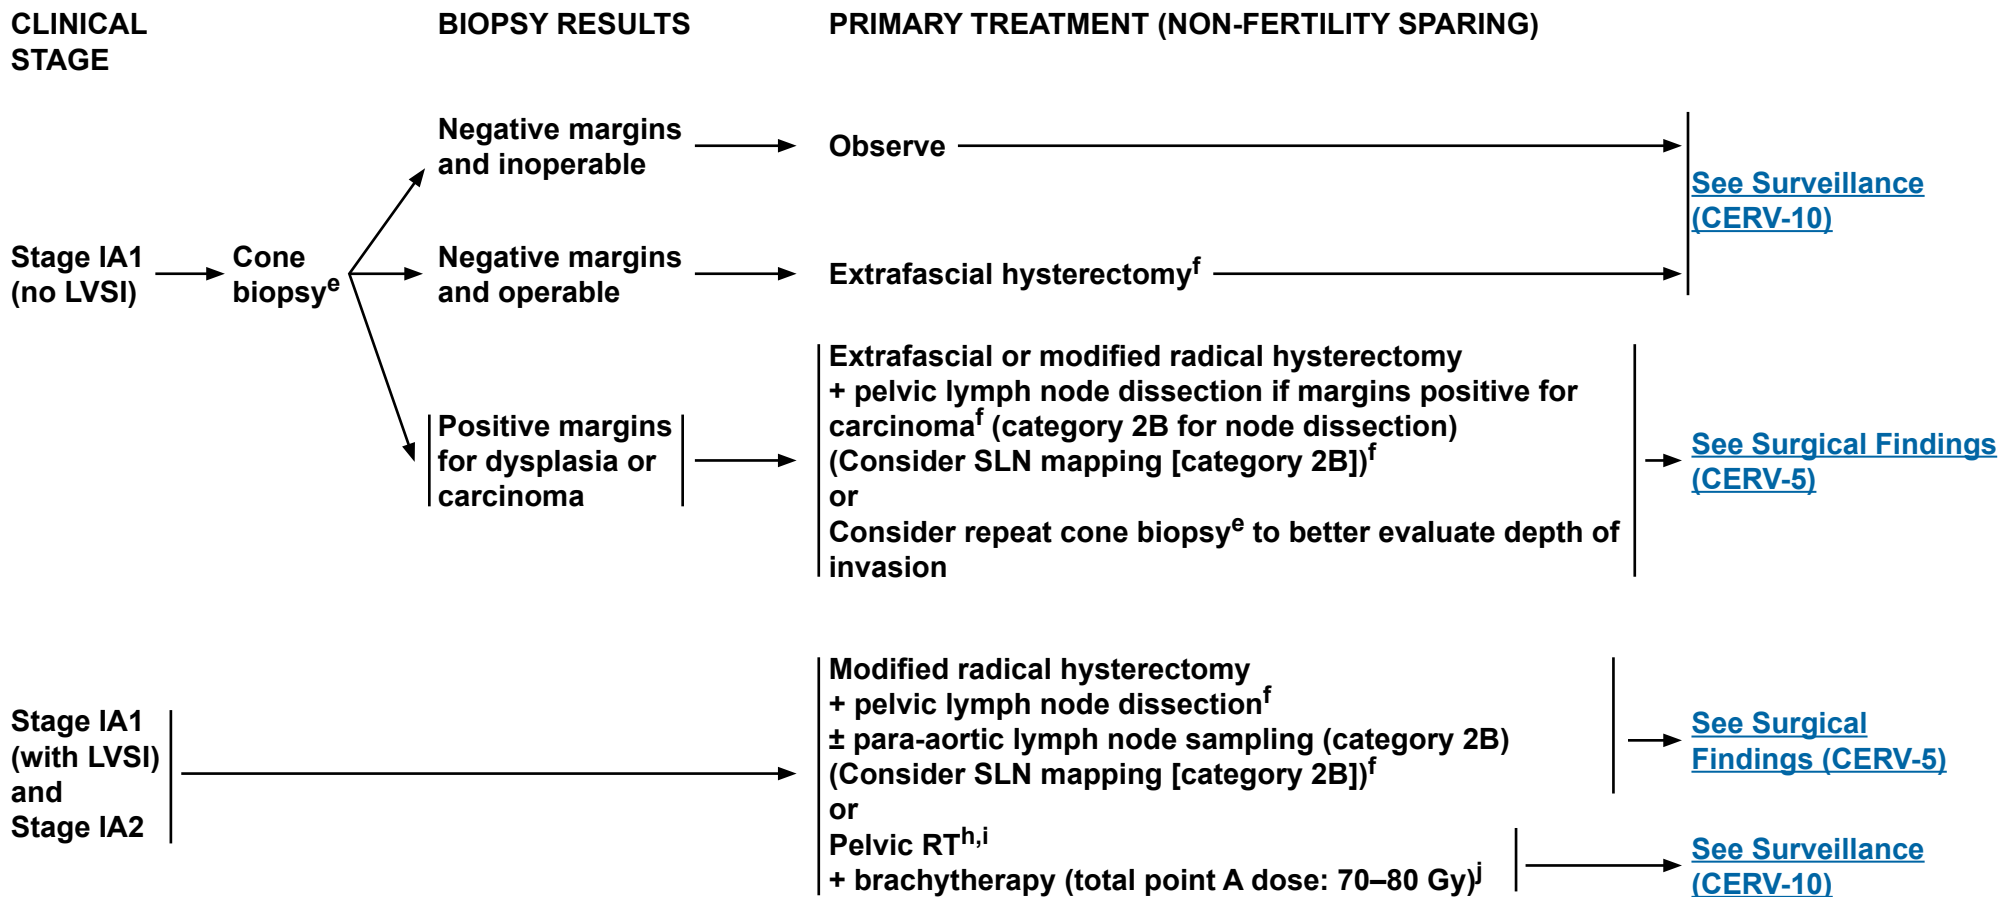 CLINICAL
STAGE
BIOPSY RESULTS
PRIMARY TREATMENT (NON-FERTILITY SPARING)
Stage IA1
(no LVSI)
Cone
biopsyᵉ
Negative margins
and inoperable
Observe
See Surveillance
(CERV-10)
Negative margins
and operable
Extrafascial hysterectomyᶠ
Positive margins
for dysplasia or
carcinoma
Extrafascial or modified radical hysterectomy
+ pelvic lymph node dissection if margins positive for
carcinomaᶠ (category 2B for node dissection)
(Consider SLN mapping [category 2B])ᶠ
or
Consider repeat cone biopsyᵉ to better evaluate depth of
invasion
See Surgical Findings
(CERV-5)
Stage IA1
(with LVSI)
and
Stage IA2
Modified radical hysterectomy
+ pelvic lymph node dissectionᶠ
± para-aortic lymph node sampling (category 2B)
(Consider SLN mapping [category 2B])ᶠ
or
Pelvic RTʰ,ⁱ
+ brachytherapy (total point A dose: 70–80 Gy)ʲ
See Surgical
Findings (CERV-5)
See Surveillance
(CERV-10)